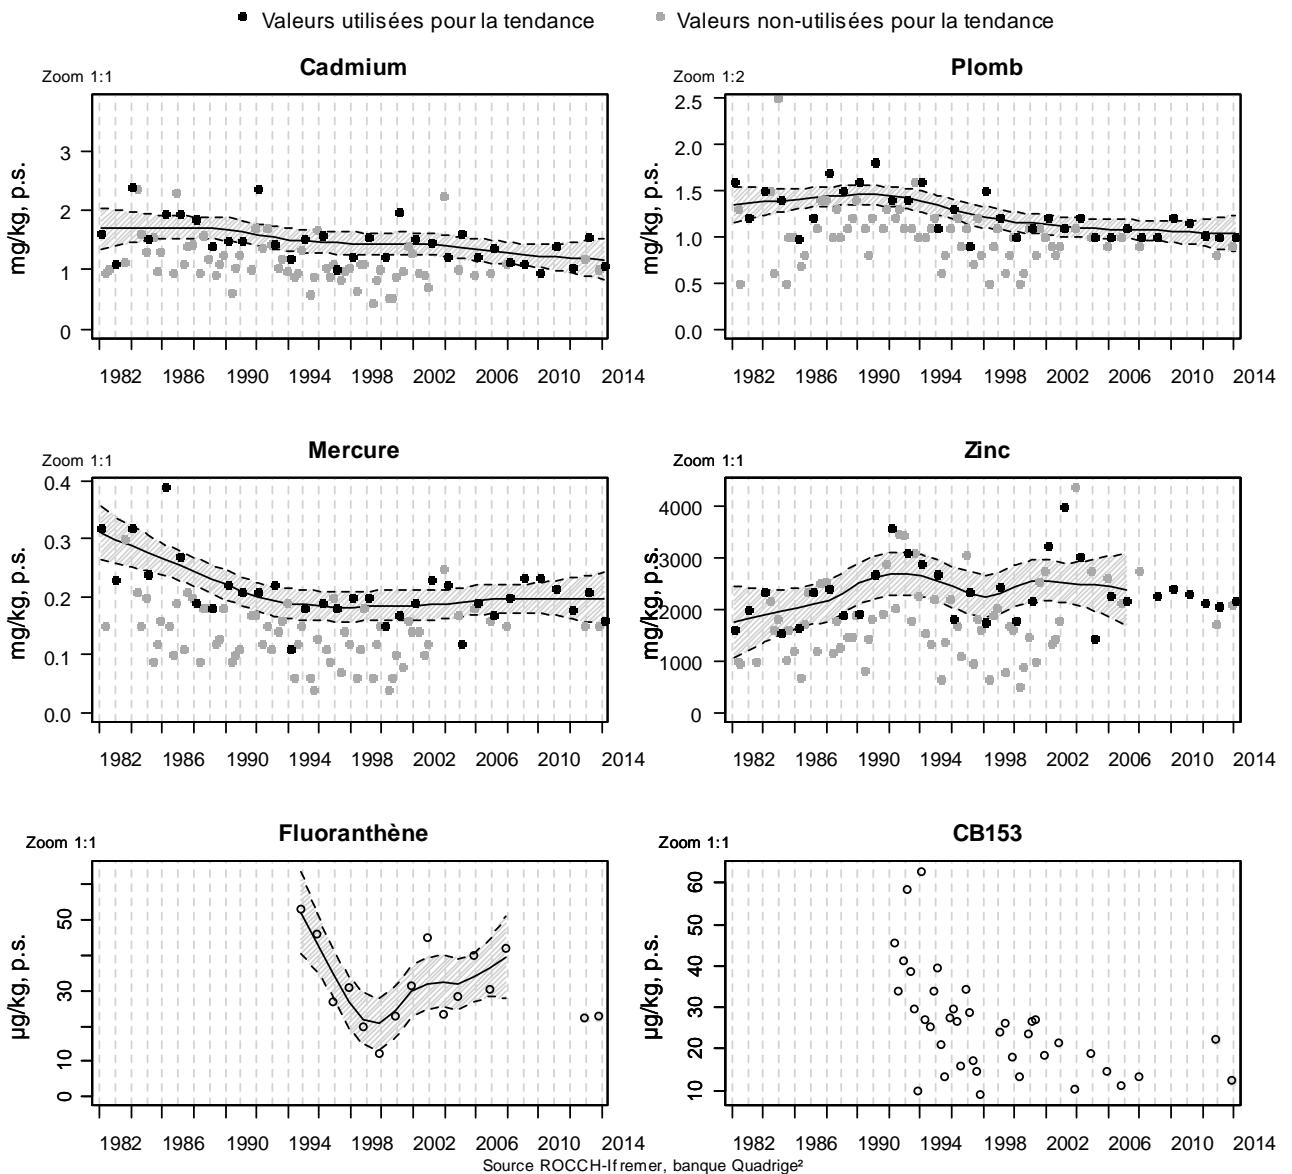 Valeurs utilisées pour la tendance
Valeurs non-utilisées pour la tendance
Zoom 1:1
Cadmium
mg/kg, p.s.
3
2
1
0
1982 1986 1990 1994 1998 2002 2006 2010 2014
Zoom 1:2
Plomb
mg/kg, p.s.
2.5
2.0
1.5
1.0
0.5
0.0
1982 1986 1990 1994 1998 2002 2006 2010 2014
Zoom 1:1
Mercure
mg/kg, p.s.
0.4
0.3
0.2
0.1
0.0
1982 1986 1990 1994 1998 2002 2006 2010 2014
Zoom 1:1
Zinc
mg/kg, p.s.
4000
3000
2000
1000
0
1982 1986 1990 1994 1998 2002 2006 2010 2014
Zoom 1:1
Fluoranthène
µg/kg, p.s.
50
30
10
0
1982 1986 1990 1994 1998 2002 2006 2010 2014
Zoom 1:1
CB153
µg/kg, p.s.
60
50
40
30
20
10
1982 1986 1990 1994 1998 2002 2006 2010 2014
Source ROCCH-Ifremer, banque Quadrige²